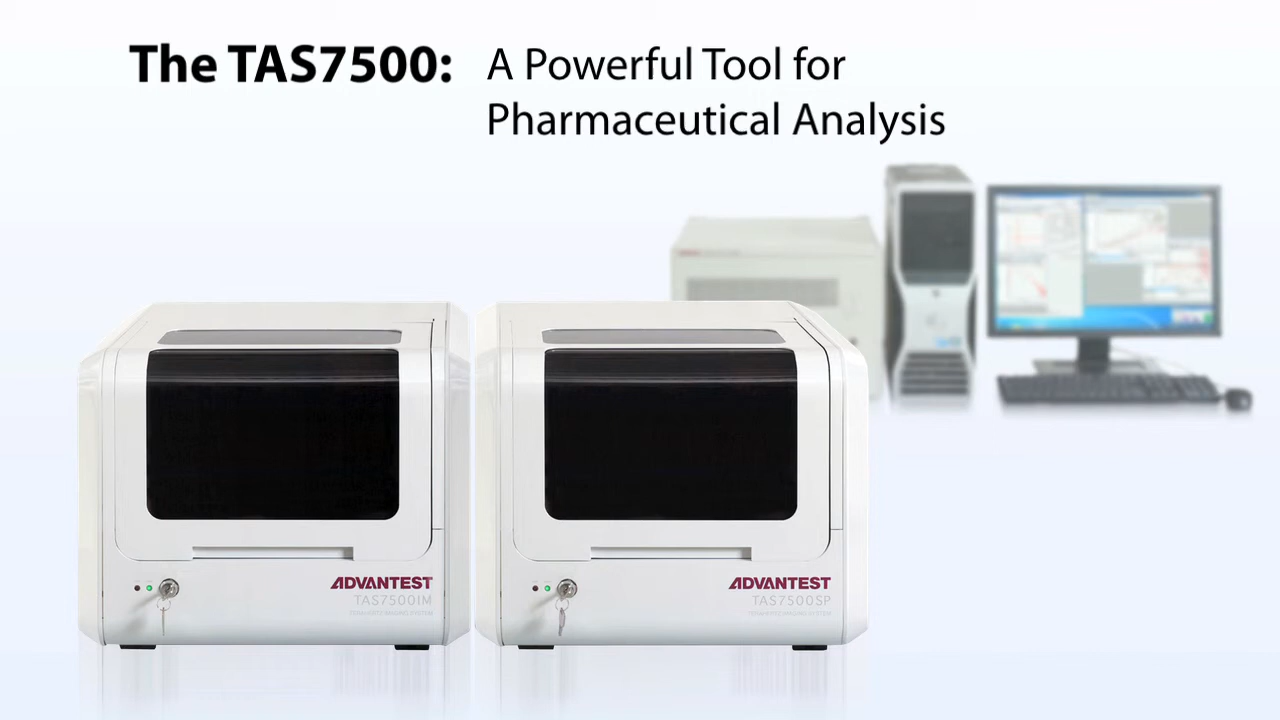 The TAS7500: A Powerful Tool for
Pharmaceutical Analysis
ADVANTEST
TAS7500IM
ADVANTEST
TAS7500SP